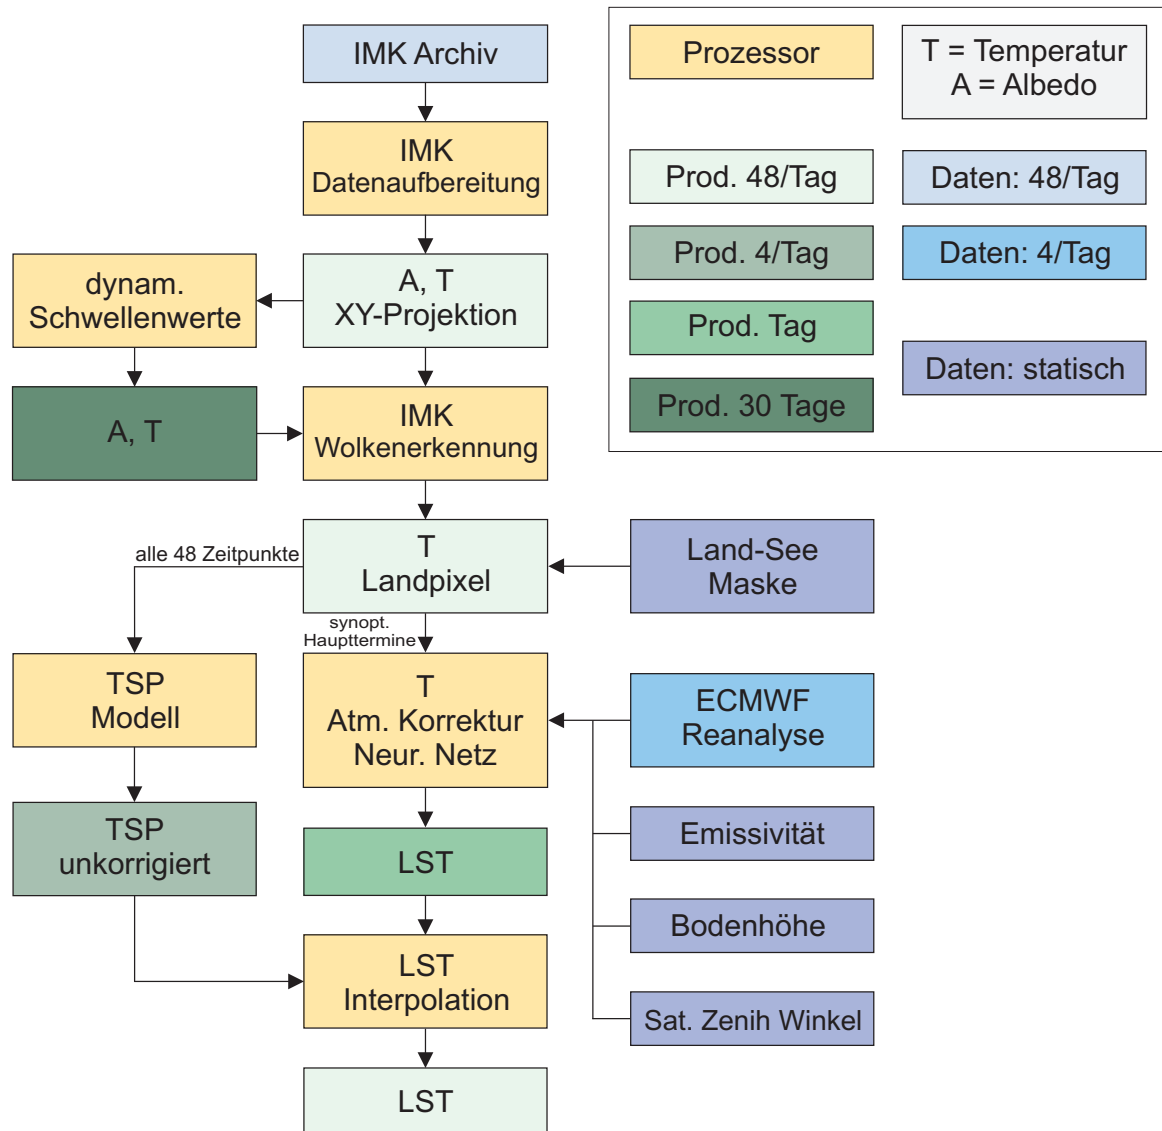 IMK Archiv
IMK
Datenaufbereitung
A, T
XY-Projektion
dynam.
Schwellenwerte
A, T
IMK
Wolkenerkennung
alle 48 Zeitpunkte
T
Landpixel
Land-See
Maske
synopt.
Haupttermine
TSP
Modell
T
Atm. Korrektur
Neur. Netz
ECMWF
Reanalyse
TSP
unkorrigiert
LST
Emissivität
Bodenhöhe
LST
Interpolation
Sat. Zenih Winkel
LST
Prozessor
T = Temperatur
A = Albedo
Prod. 48/Tag
Daten: 48/Tag
Prod. 4/Tag
Daten: 4/Tag
Prod. Tag
Daten: statisch
Prod. 30 Tage